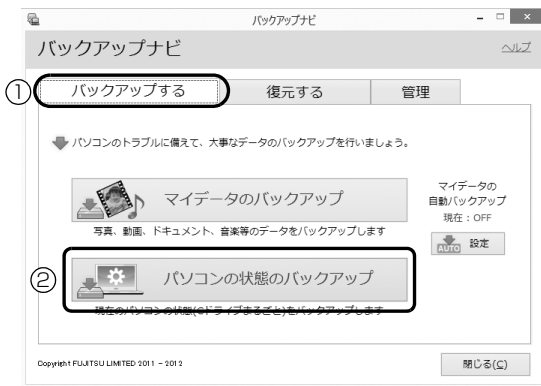 バックアップナビ
バックアップナビ
ヘルプ
① バックアップする 復元する 管理
パソコンのトラブルに備えて、大事なデータのバックアップを行いましょう。
マイデータのバックアップ
写真、動画、ドキュメント、音楽等のデータをバックアップします
マイデータの
自動バックアップ
現在：OFF
AUTO 設定
② パソコンの状態のバックアップ
現在のパソコンの状態(Cドライブまるごと)をバックアップします
Copyright FUJITSU LIMITED 2011 - 2012
閉じる(C)